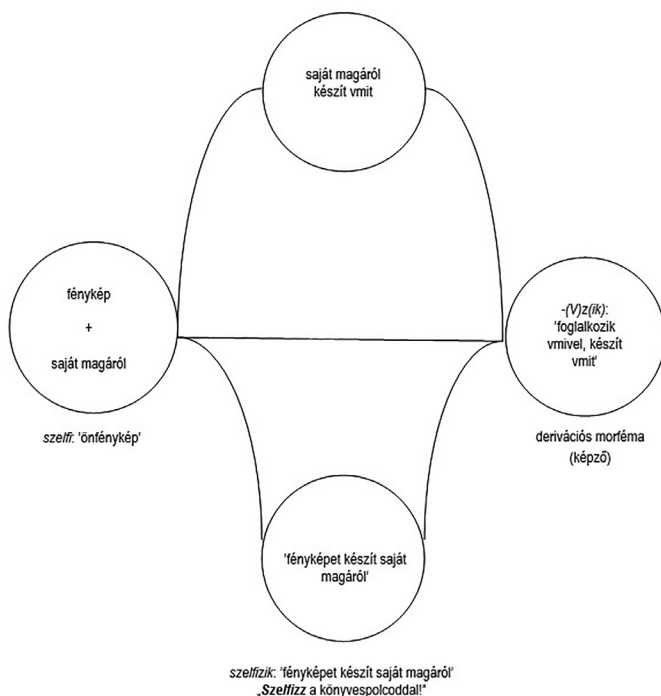 saját magáról
készít vmit
fénykép
+
saját magáról
szelfi: 'önfénykép'
-(V)z(ik):
'foglalkozik
vmivel, készít
vmit'
derivációs morféma
(képző)
'fényképet készít saját
magáról'
szelfizik: 'fényképet készít saját magáról'
„Szelfizz a könyvespolcoddal!"